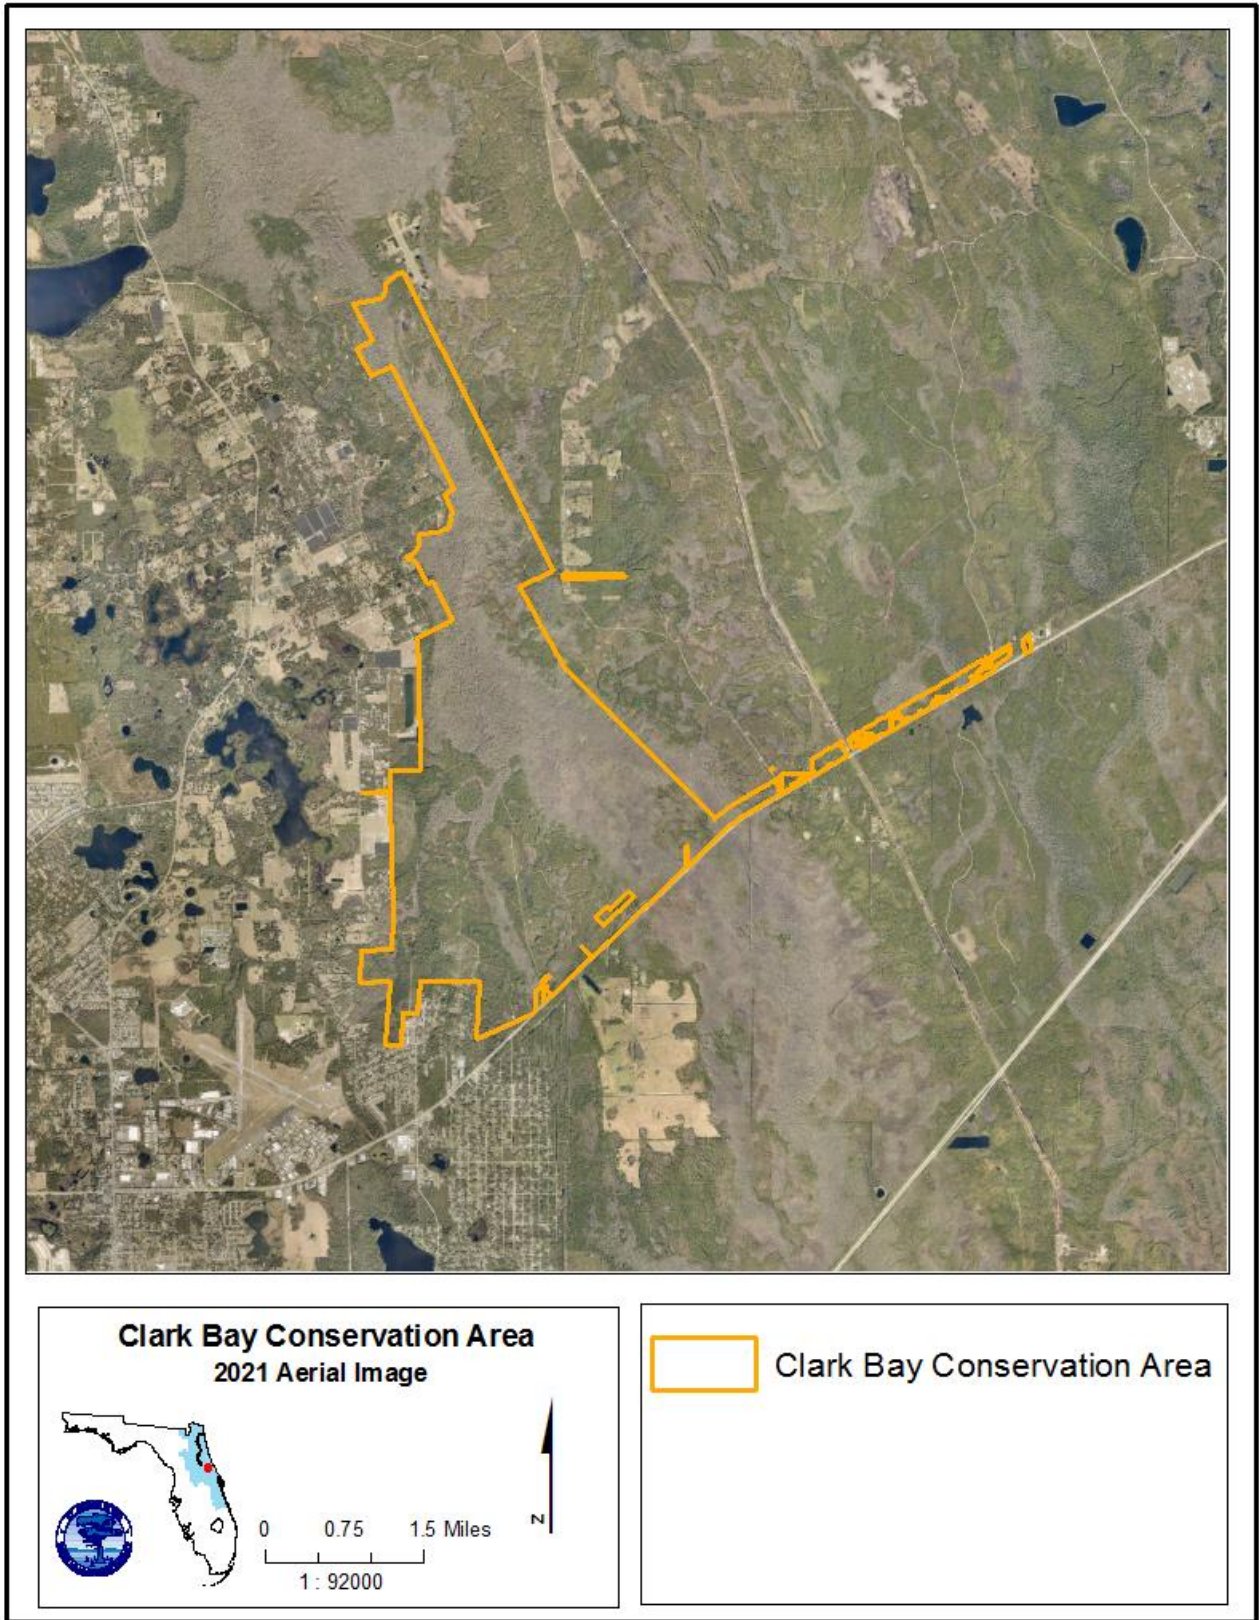 Clark Bay Conservation Area
2021 Aerial Image
0 0.75 1.5 Miles
1 : 92000
N
Clark Bay Conservation Area